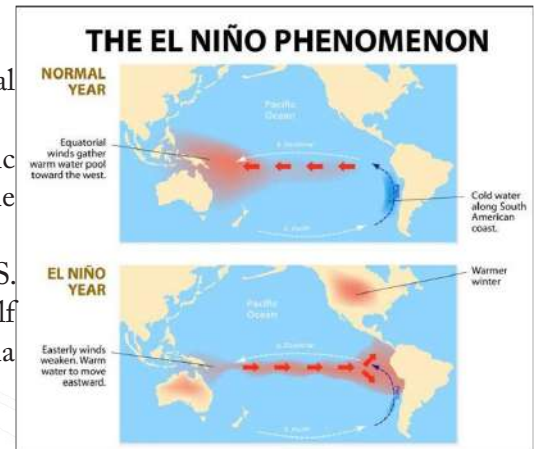 THE EL NIÑO PHENOMENON
NORMAL
YEAR
Pacific
Ocean
Equatorial
winds gather
warm water pool
toward the west.
Cold water
along South
American
coast.
EL NIÑO
YEAR
Warmer
winter
Pacific
Ocean
Easterly winds
weaken. Warm
water to move
eastward.
al
ic
e
S.
lf
a